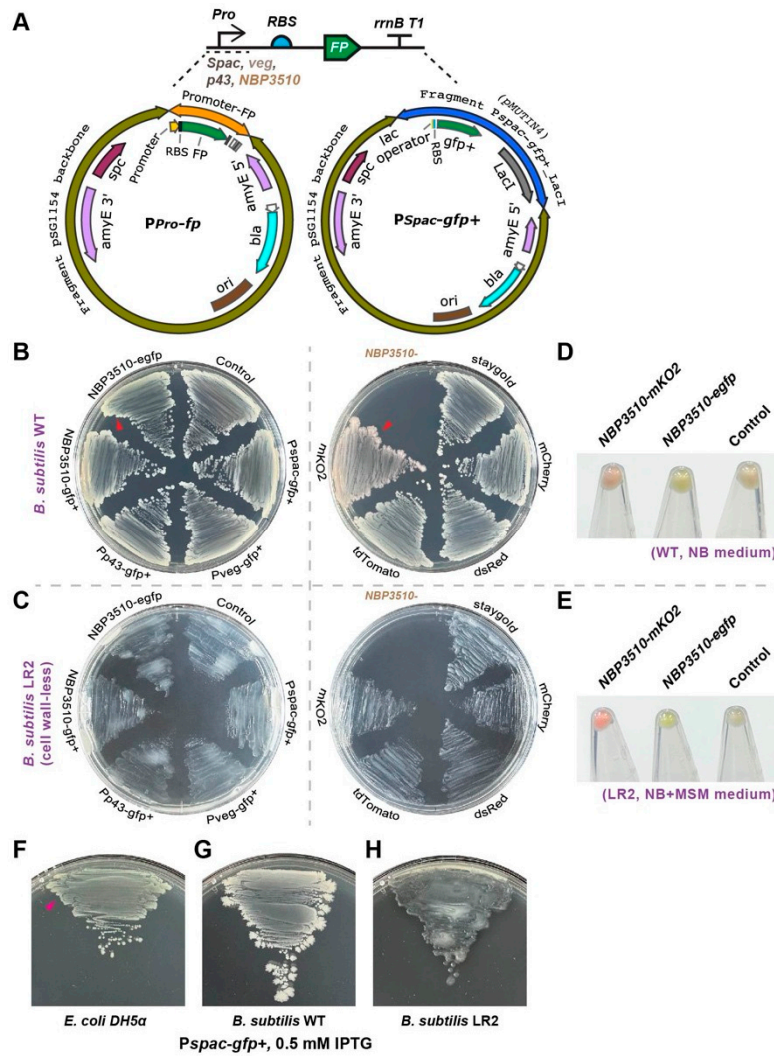 A
Pro
RBS
rrnB T1
FP
Spac, veg,
p43, NBP3510
Promoter-FP
Promoter
RBS
FP
amyE 5'
spc
amyE 3'
PPro-fp
bla
ori
Fragment pSG1154 backbone
(pMUTIN4)
Fragment Pspac-gfp+_LacI
lac
operator
RBS
gfp+
LacI
spc
amyE 3'
PSpac-gfp+
amyE 5'
bla
ori
Fragment pSG1154 backbone
B
B. subtilis WT
NBP3510-egfp
Control
NBP3510-gfp+
Pspac-gfp+
Pp43-gfp+
Pveg-gfp+
NBP3510-
staygold
mKO2
mCherry
tdTomato
dsRed
D
NBP3510-mKO2
NBP3510-egfp
Control
(WT, NB medium)
C
B. subtilis LR2
(cell wall-less)
NBP3510-egfp
Control
NBP3510-gfp+
Pspac-gfp+
Pp43-gfp+
Pveg-gfp+
NBP3510-
staygold
mKO2
mCherry
tdTomato
dsRed
E
NBP3510-mKO2
NBP3510-egfp
Control
(LR2, NB+MSM medium)
F
G
H
E. coli DH5α
B. subtilis WT
B. subtilis LR2
Pspac-gfp+, 0.5 mM IPTG